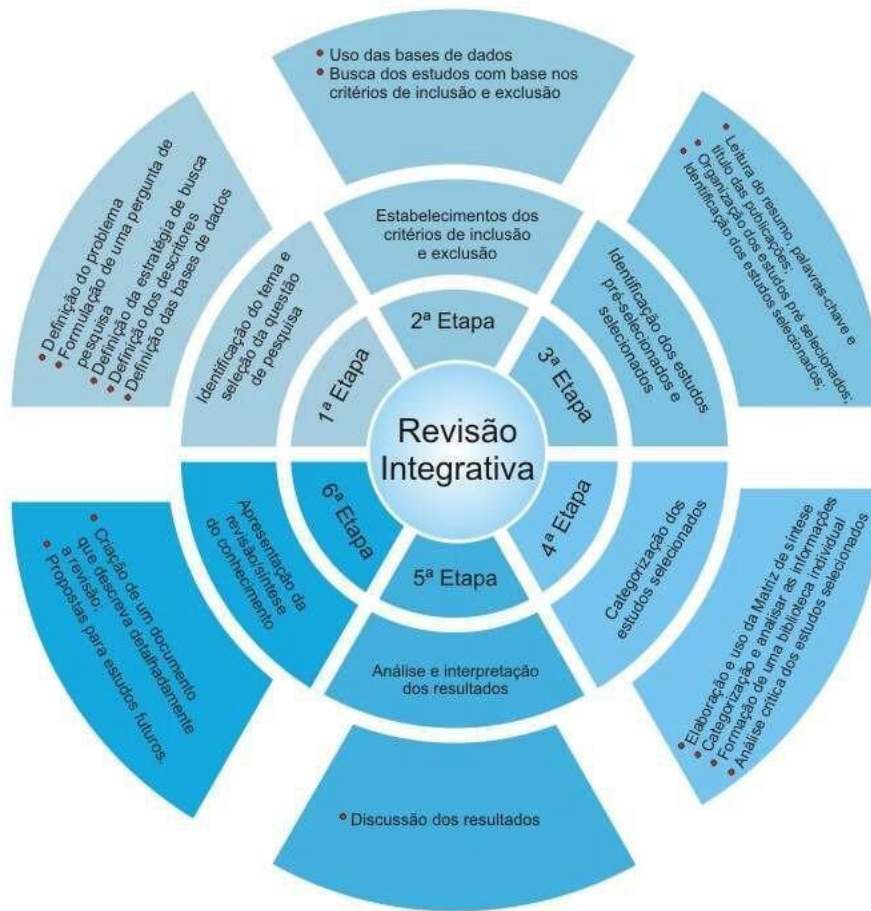 Revisão
Integrativa
1ª Etapa
Identificação do tema e
seleção da questão
de pesquisa
Definição do problema
Formulação de uma pergunta de
pesquisa
Definição da estratégia de busca
Definição dos descritores
Definição das bases de dados
2ª Etapa
Estabelecimentos dos
critérios de inclusão
e exclusão
Uso das bases de dados
Busca dos estudos com base nos
critérios de inclusão e exclusão
3ª Etapa
Identificação dos estudos
pré-selecionados e
selecionados
Leitura do resumo, palavras-chave e
título das publicações;
Organização dos estudos pré selecionados;
Identificação dos estudos selecionados;
4ª Etapa
Categorização dos
estudos selecionados
Elaboração e uso da Matriz de síntese
Categorização e analisar as informações
Formação de uma biblioteca individual
Análise crítica dos estudos selecionados
5ª Etapa
Análise e interpretação
dos resultados
Discussão dos resultados
6ª Etapa
Apresentação da
revisão/síntese
do conhecimento
Criação de um documento
que descreva detalhadamente
a revisão;
Propostas para estudos futuros.